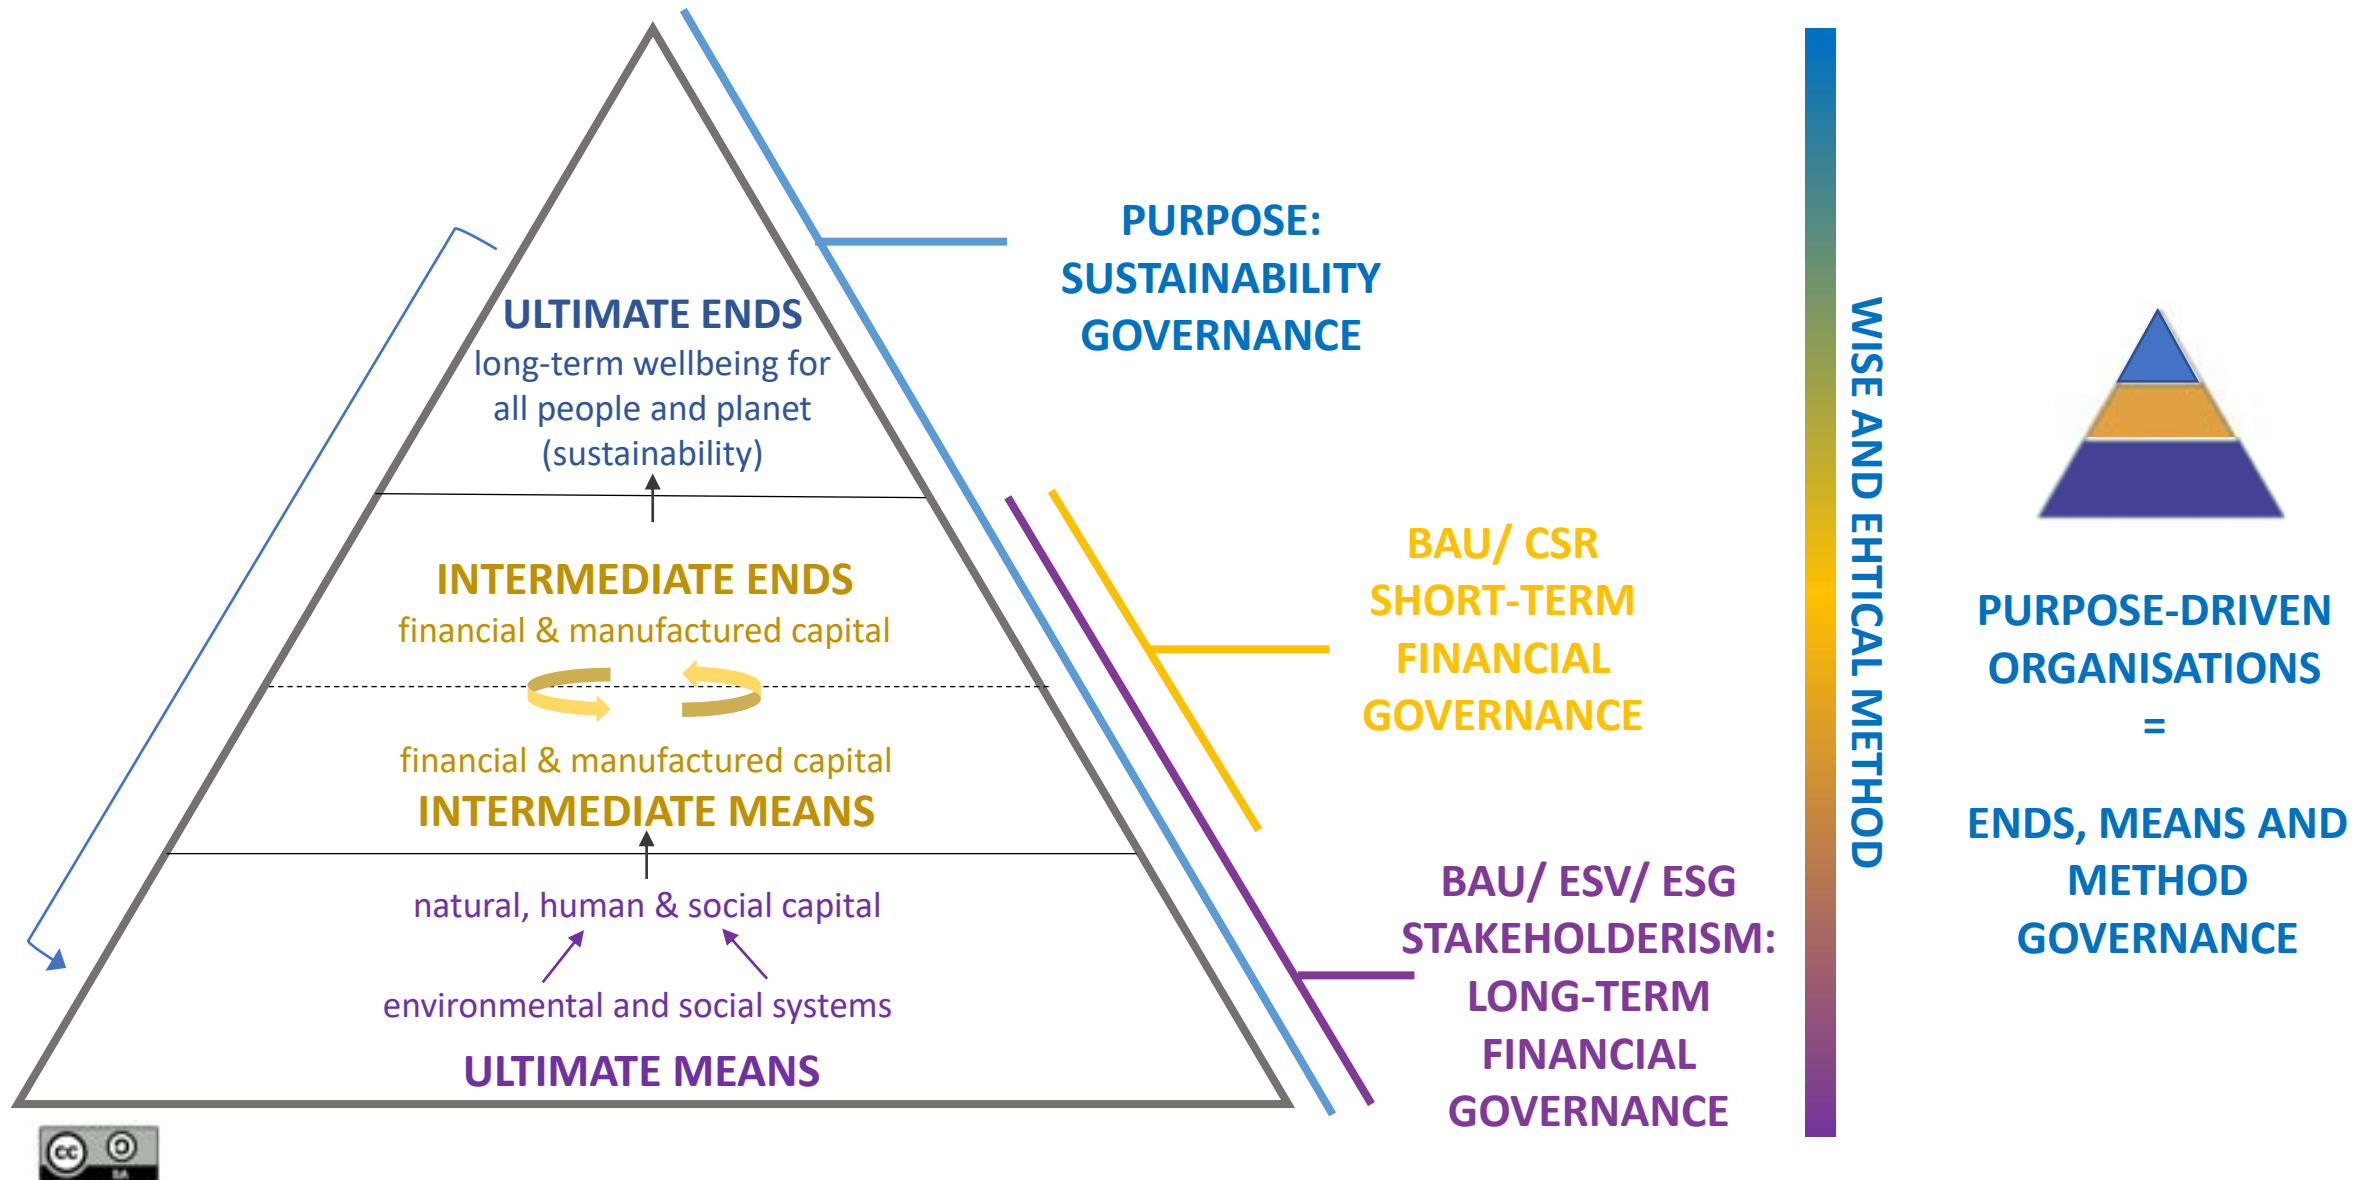 ULTIMATE ENDS
long-term wellbeing for
all people and planet
(sustainability)
INTERMEDIATE ENDS
financial & manufactured capital
financial & manufactured capital
INTERMEDIATE MEANS
natural, human & social capital
environmental and social systems
ULTIMATE MEANS
PURPOSE:
SUSTAINABILITY
GOVERNANCE
BAU/ CSR
SHORT-TERM
FINANCIAL
GOVERNANCE
BAU/ ESV/ ESG
STAKEHOLDERISM:
LONG-TERM
FINANCIAL
GOVERNANCE
WISE AND EHTICAL METHOD
PURPOSE-DRIVEN
ORGANISATIONS
=
ENDS, MEANS AND
METHOD
GOVERNANCE
cc
SA